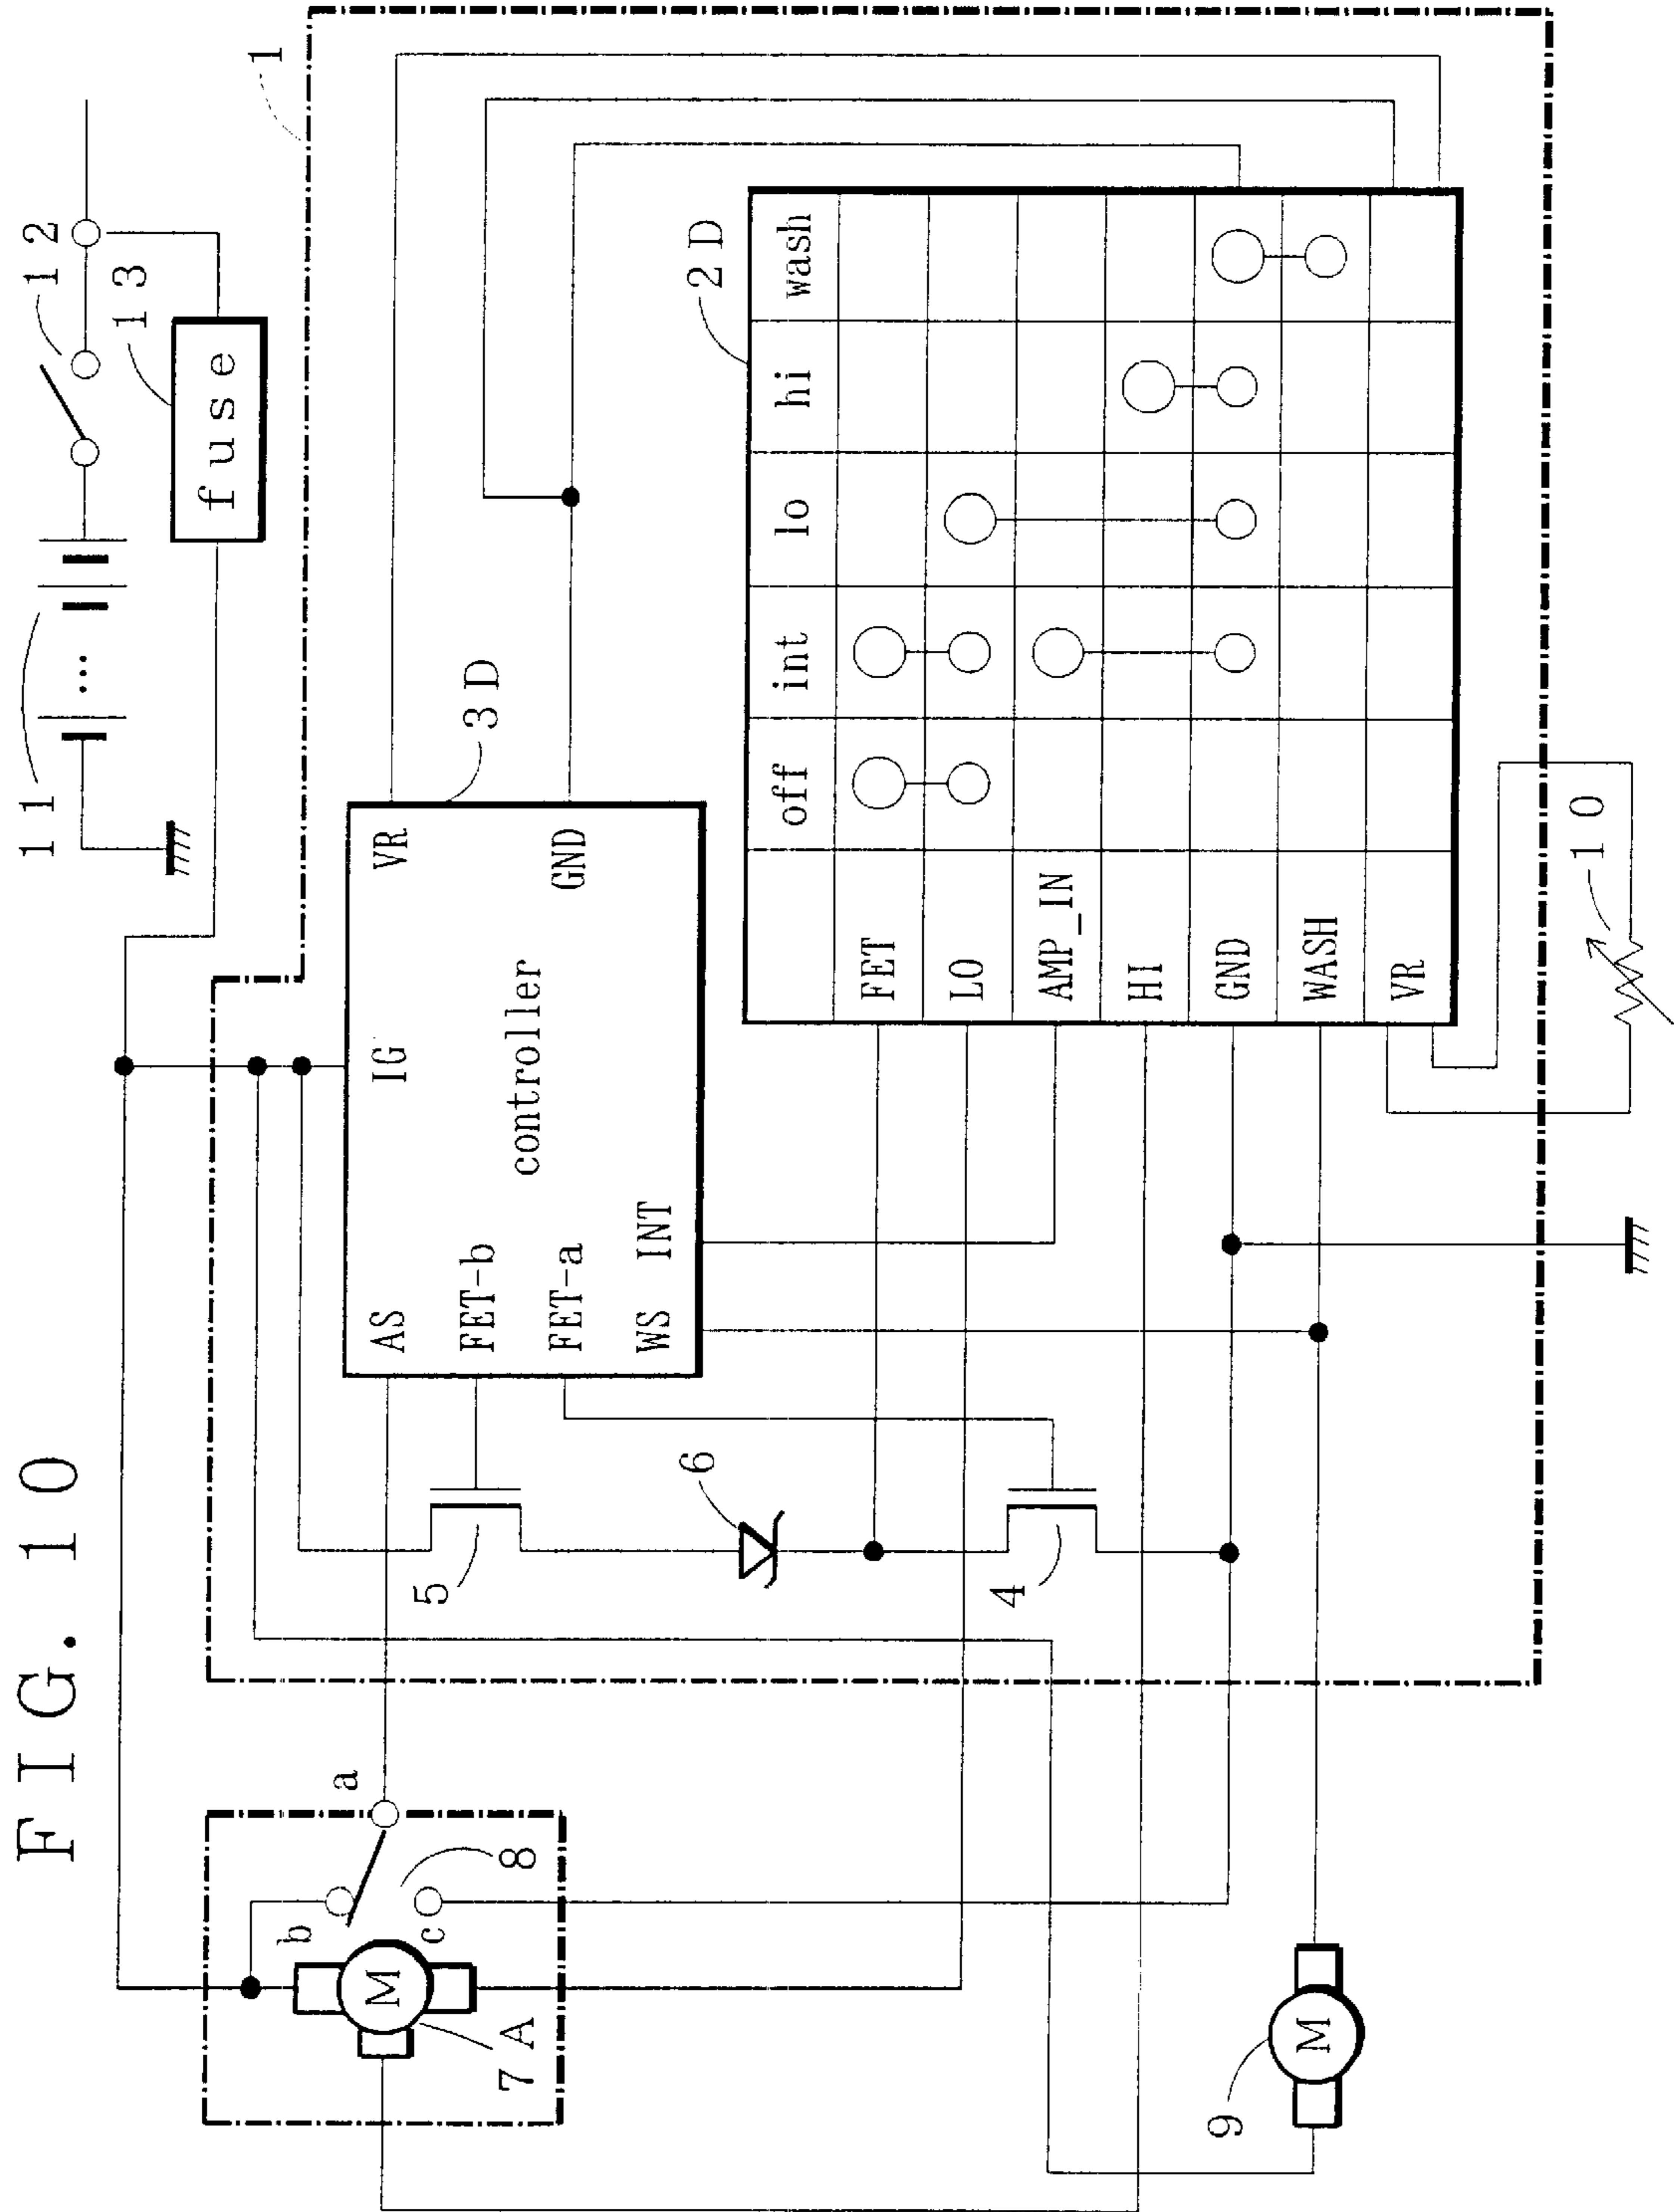 FIG. 10
11
12
13
fuse
1
3D
AS
IG
VR
FET-b
controller
FET-a
GND
WS
INT
2D
off
int
lo
hi
wash
FET
LO
AMP_IN
HI
GND
WASH
VR
10
5
6
4
a
b
c
8
M
7A
M
9
...